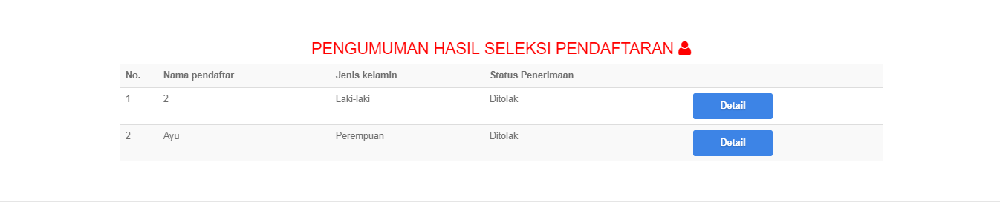 PENGUMUMAN HASIL SELEKSI PENDAFTARAN
No. Nama pendaftar Jenis kelamin Status Penerimaan
1 2 Laki-laki Ditolak Detail
2 Ayu Perempuan Ditolak Detail